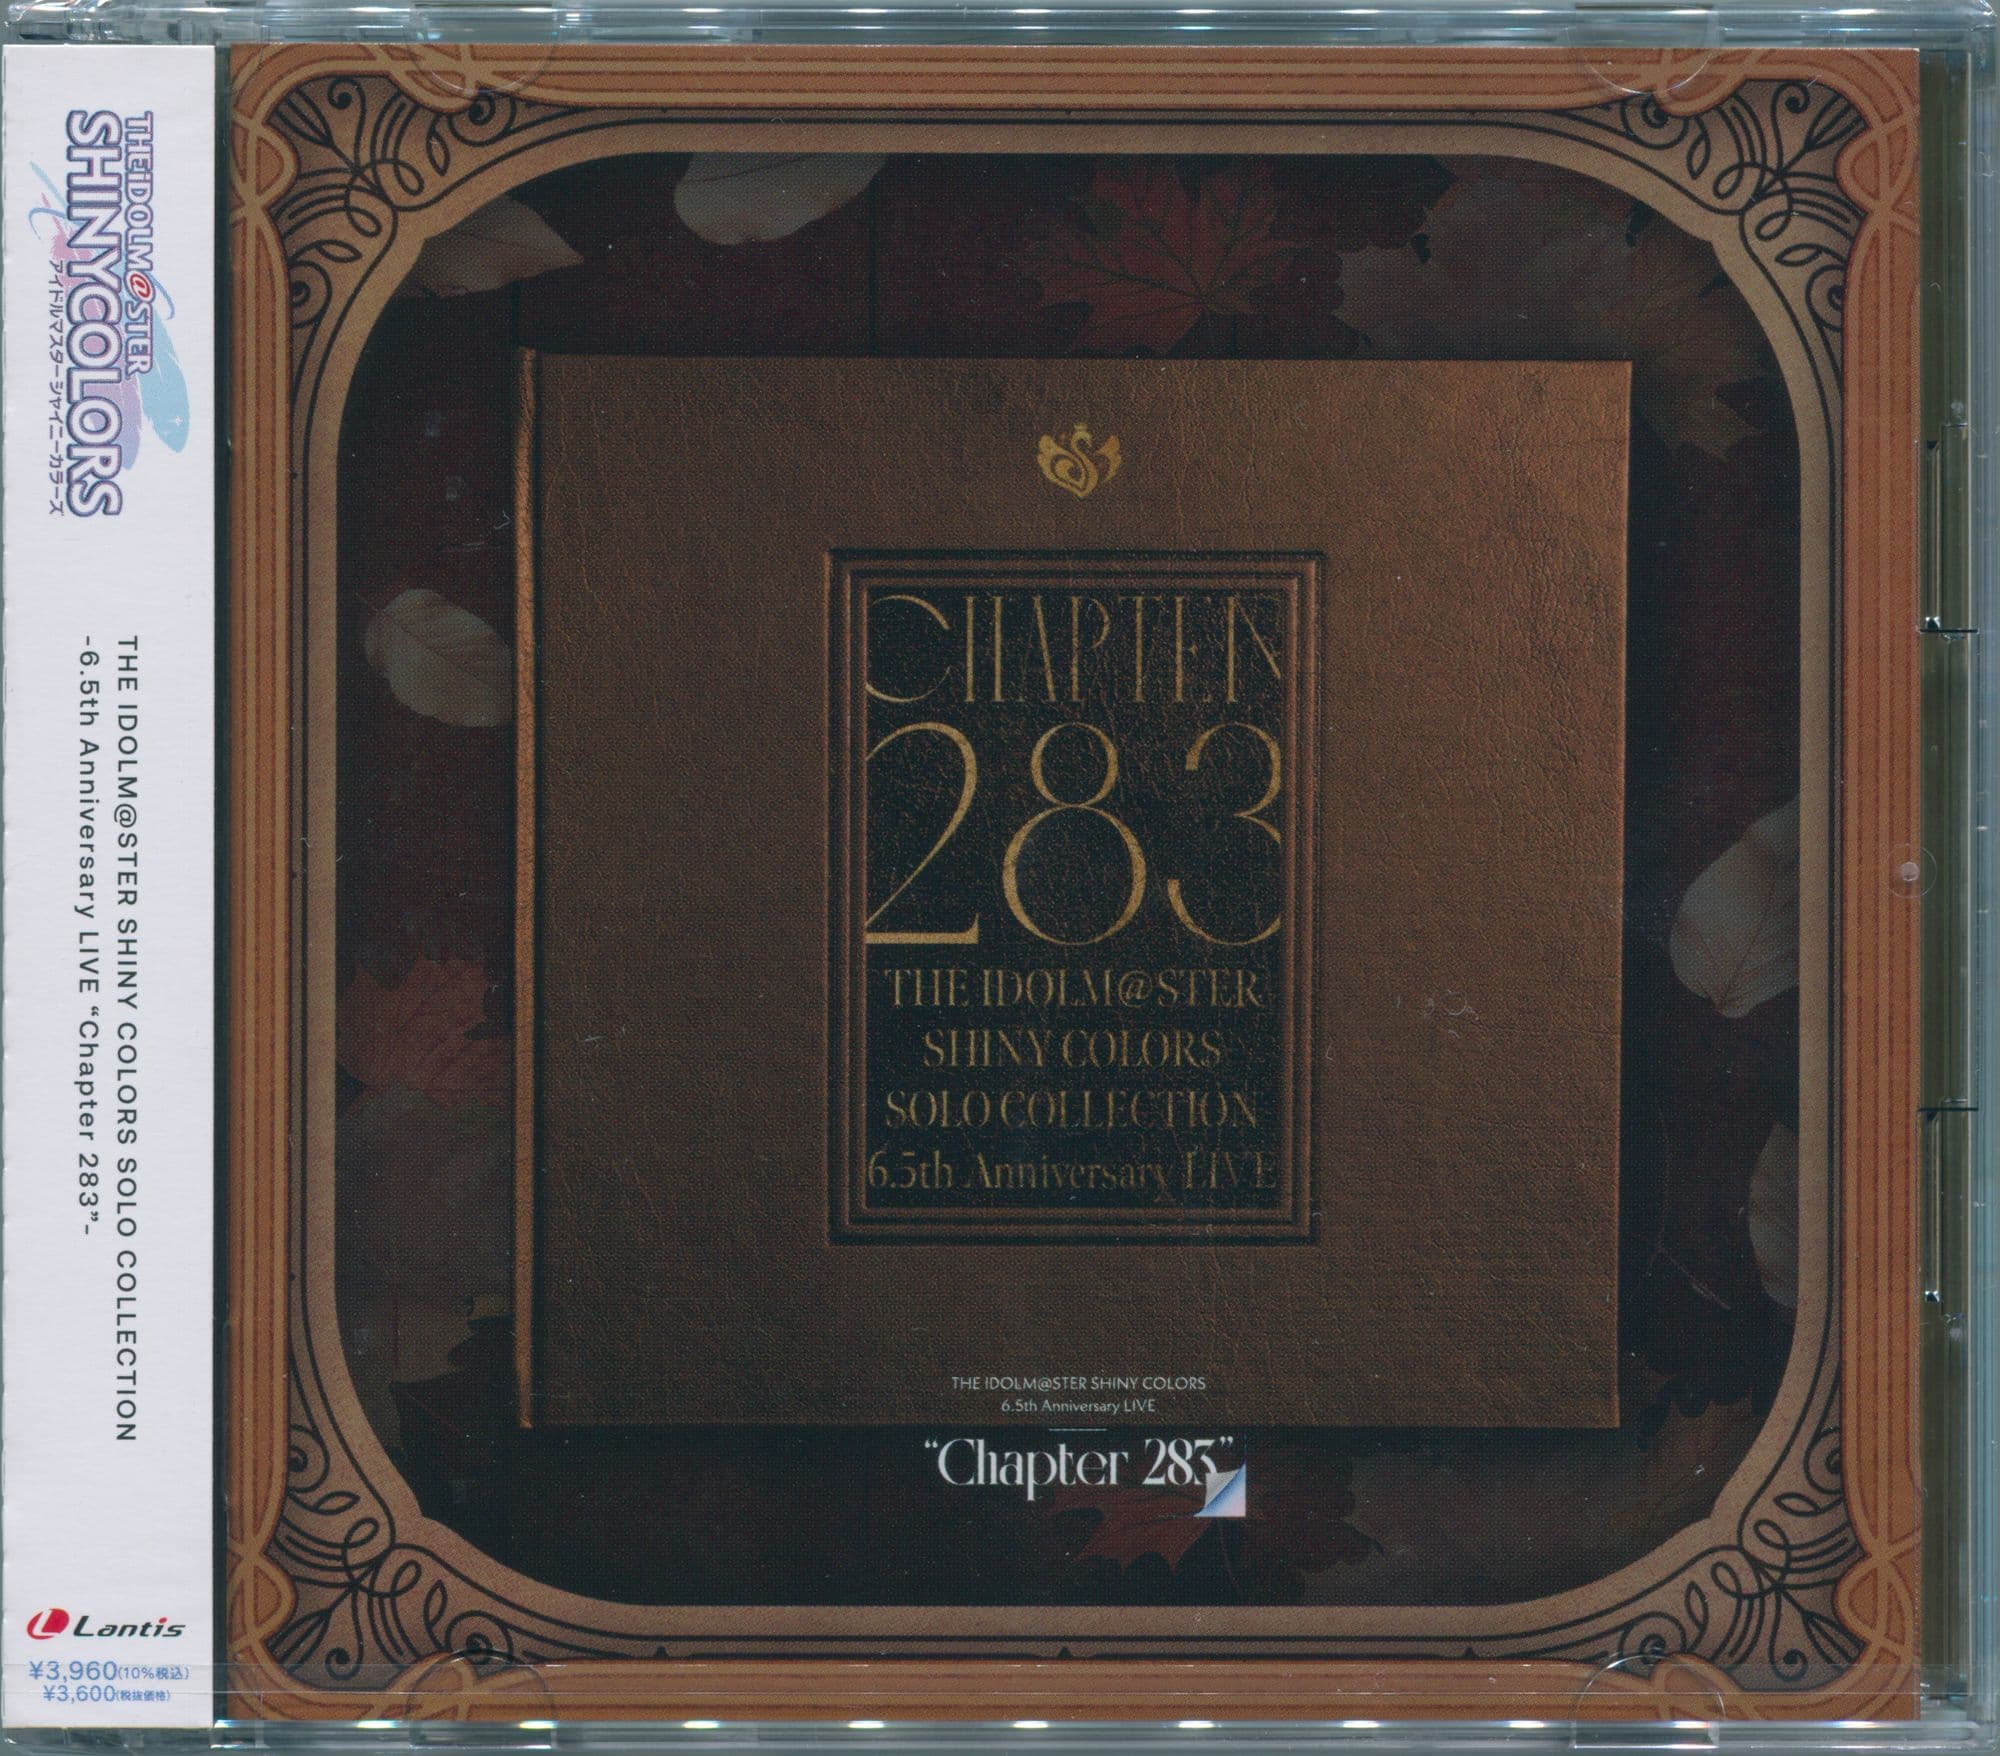 THE iDOLM@STER
SHINYCOLORS
アイドルマスターシャイニーカラーズ
THE IDOLM@STER SHINY COLORS SOLO COLLECTION
-6.5th Anniversary LIVE “Chapter 283”-
Lantis
¥3,960(10%税込)
¥3,600(税抜価格)
S
CHAPTER
283
THE IDOLM@STER
SHINY COLORS
SOLO COLLECTION
6.5th Anniversary LIVE
THE IDOLM@STER SHINY COLORS
6.5th Anniversary LIVE
“Chapter 283”